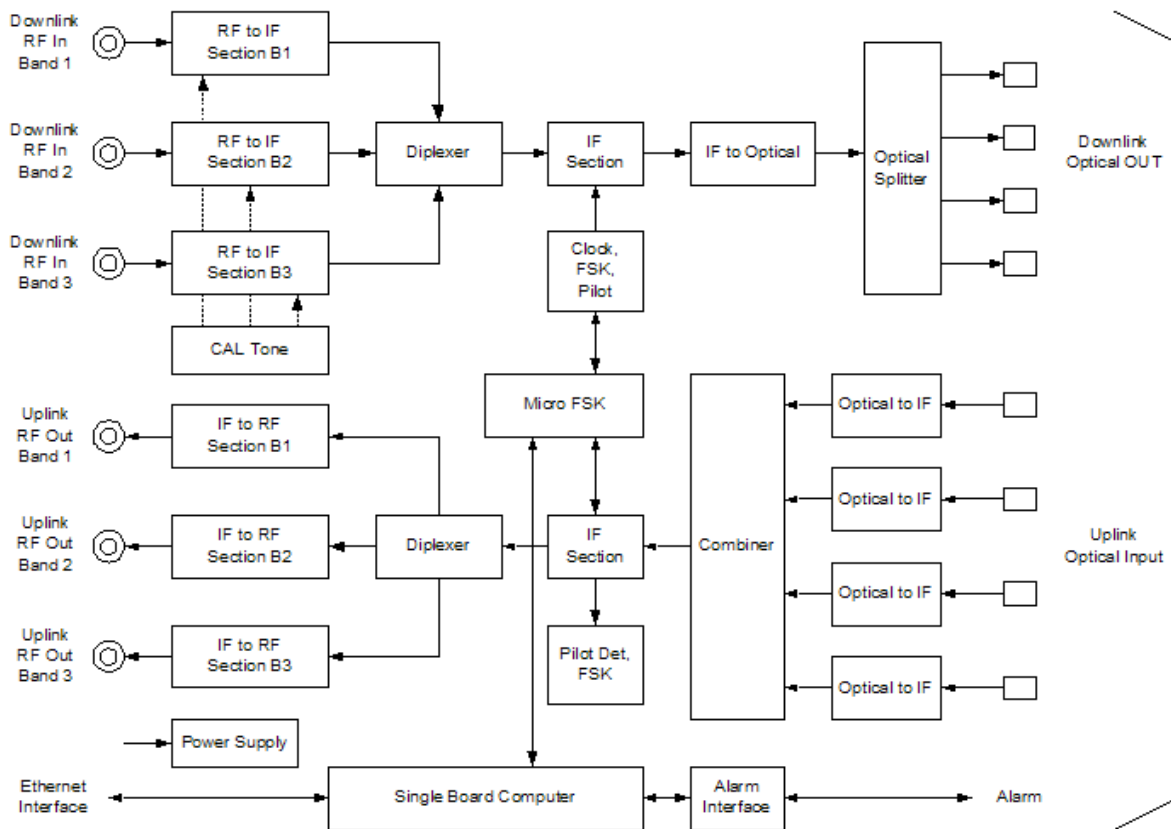 Downlink
RF In
Band 1
RF to IF
Section B1
Downlink
RF In
Band 2
RF to IF
Section B2
Diplexer
IF
Section
IF to Optical
Optical
Splitter
Downlink
Optical OUT
Downlink
RF In
Band 3
RF to IF
Section B3
Clock,
FSK,
Pilot
CAL Tone
Micro FSK
Uplink
RF Out
Band 1
IF to RF
Section B1
Optical to IF
Optical to IF
Uplink
RF Out
Band 2
IF to RF
Section B2
Diplexer
IF
Section
Combiner
Uplink
Optical Input
Optical to IF
Uplink
RF Out
Band 3
IF to RF
Section B3
Pilot Det,
FSK
Optical to IF
Power Supply
Ethernet
Interface
Single Board Computer
Alarm
Interface
Alarm